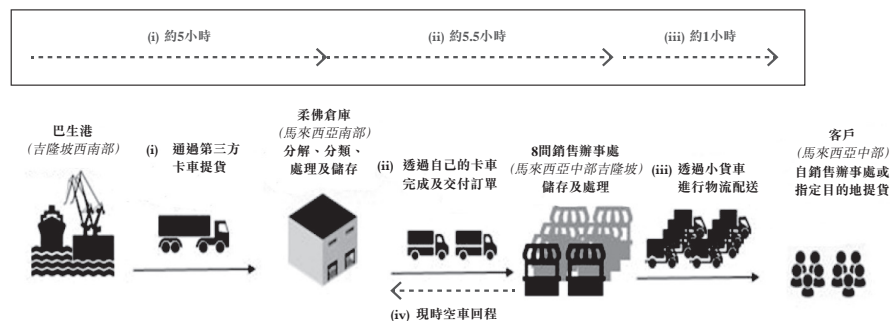 (i) 約5小時
(ii) 約5.5小時
(iii) 約1小時
巴生港
(吉隆坡西南部)
(i) 通過第三方
卡車提貨
柔佛倉庫
(馬來西亞南部)
分解、分類、
處理及儲存
(ii) 透過自己的卡車
完成及交付訂單
8間銷售辦事處
(馬來西亞中部吉隆坡)
儲存及處理
(iii) 透過小貨車
進行物流配送
客戶
(馬來西亞中部)
自銷售辦事處或
指定目的地提貨
(iv) 現時空車回程